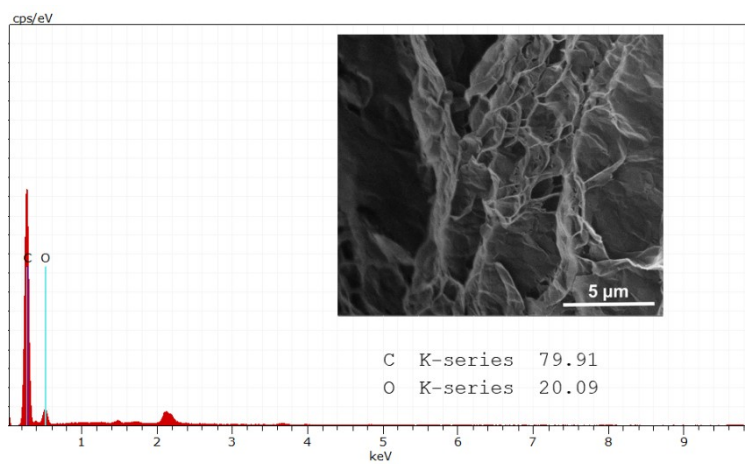 cps/eV
5 µm
C O
C K-series 79.91
O K-series 20.09
1 2 3 4 5 6 7 8 9
keV